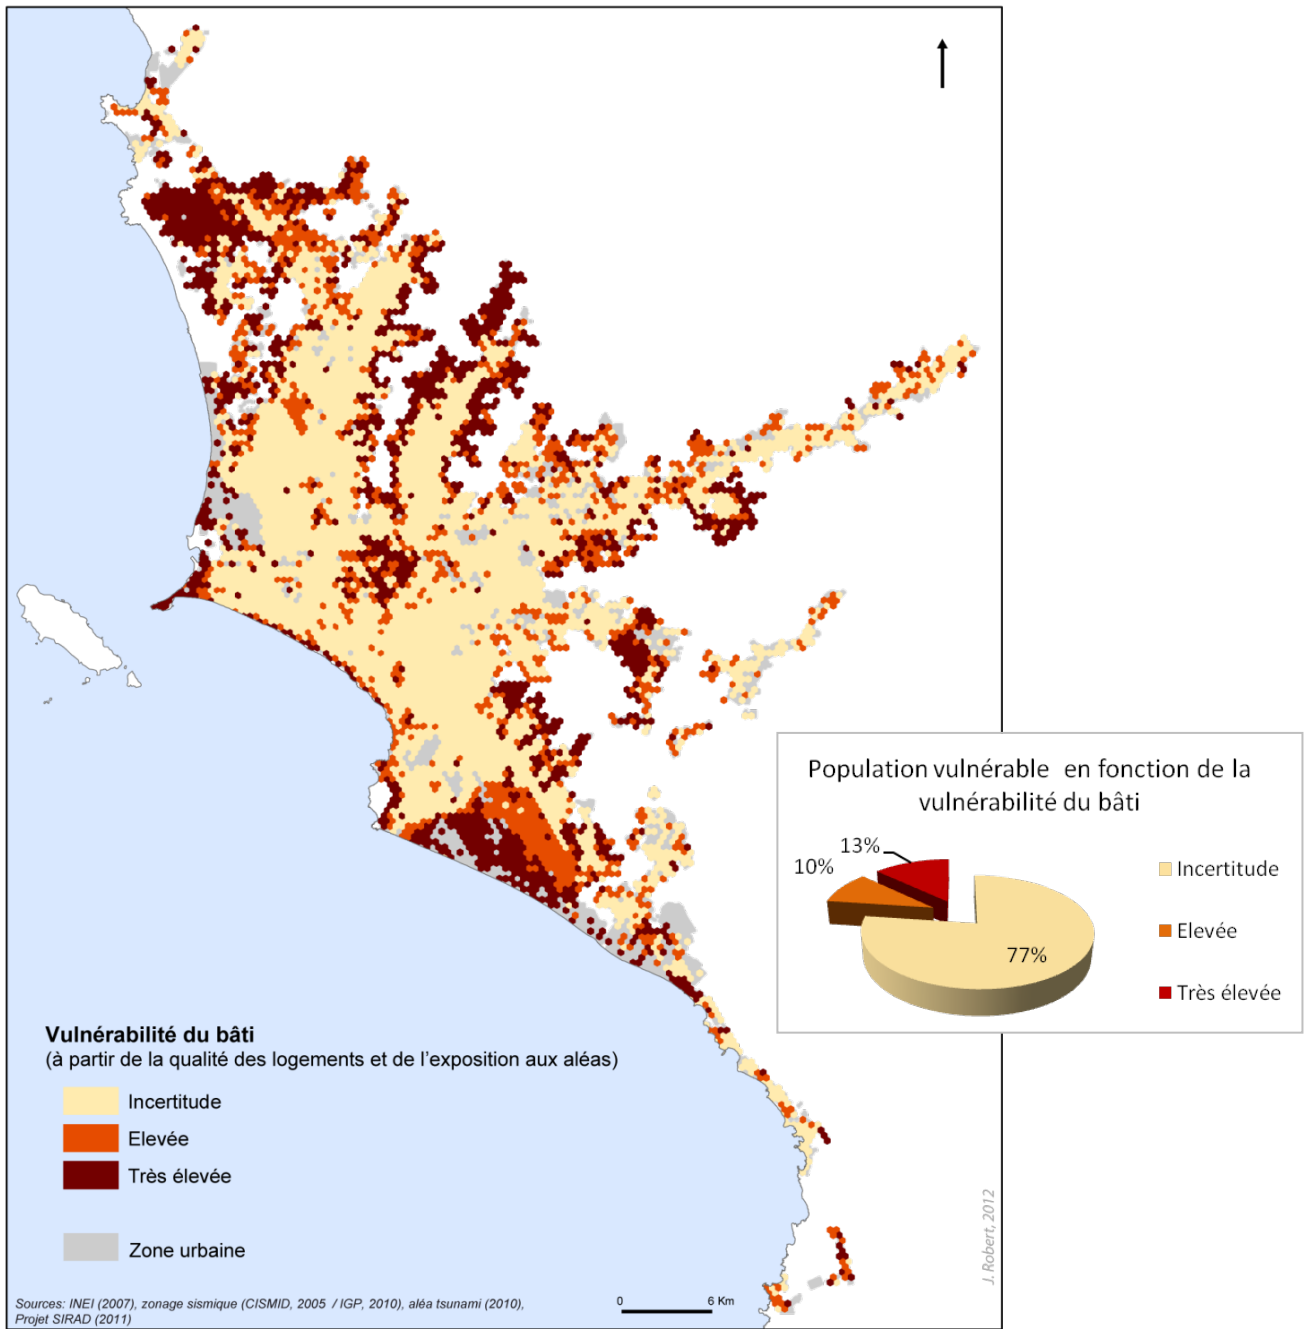 Population vulnérable en fonction de la
vulnérabilité du bâti
13%
10%
77%
Incertitude
Elevée
Très élevée
Vulnérabilité du bâti
(à partir de la qualité des logements et de l'exposition aux aléas)
Incertitude
Elevée
Très élevée
Zone urbaine
J. Robert, 2012
Sources: INEI (2007), zonage sismique (CISMID, 2005 / IGP, 2010), aléa tsunami (2010),
Projet SIRAD (2011)
0 6 Km